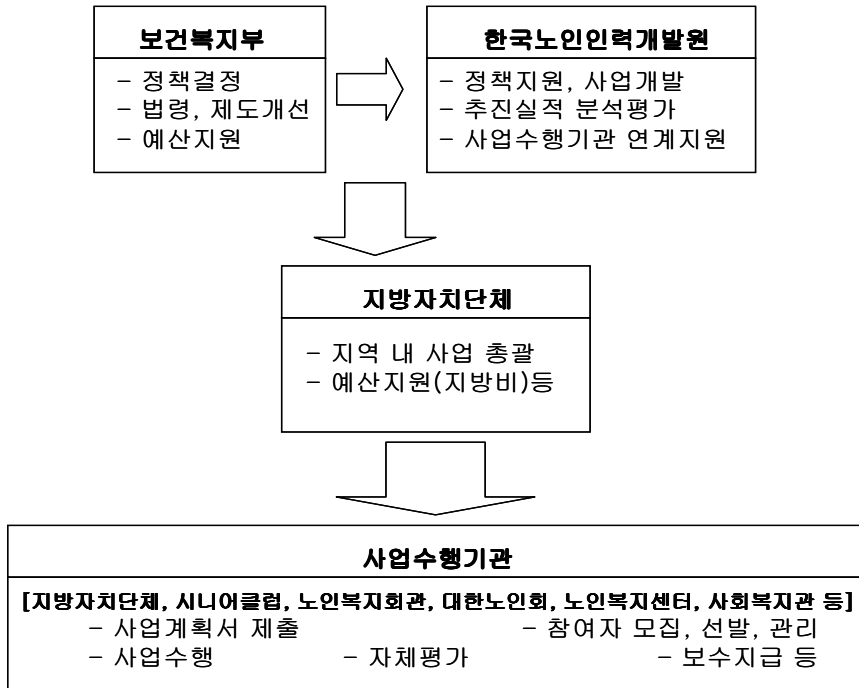 보건복지부
- 정책결정
- 법령, 제도개선
- 예산지원
한국노인인력개발원
- 정책지원, 사업개발
- 추진실적 분석평가
- 사업수행기관 연계지원
지방자치단체
- 지역 내 사업 총괄
- 예산지원(지방비)등
사업수행기관
[지방자치단체, 시니어클럽, 노인복지회관, 대한노인회, 노인복지센터, 사회복지관 등]
- 사업계획서 제출 - 참여자 모집, 선발, 관리
- 사업수행 - 자체평가 - 보수지급 등